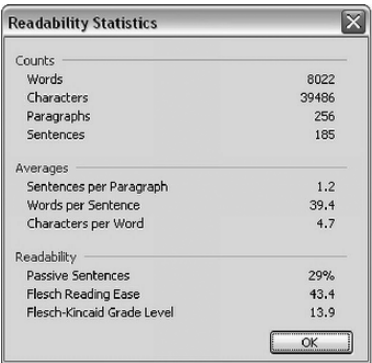 Readability Statistics
Counts
Words 8022
Characters 39486
Paragraphs 256
Sentences 185
Averages
Sentences per Paragraph 1.2
Words per Sentence 39.4
Characters per Word 4.7
Readability
Passive Sentences 29%
Flesch Reading Ease 43.4
Flesch-Kincaid Grade Level 13.9
OK